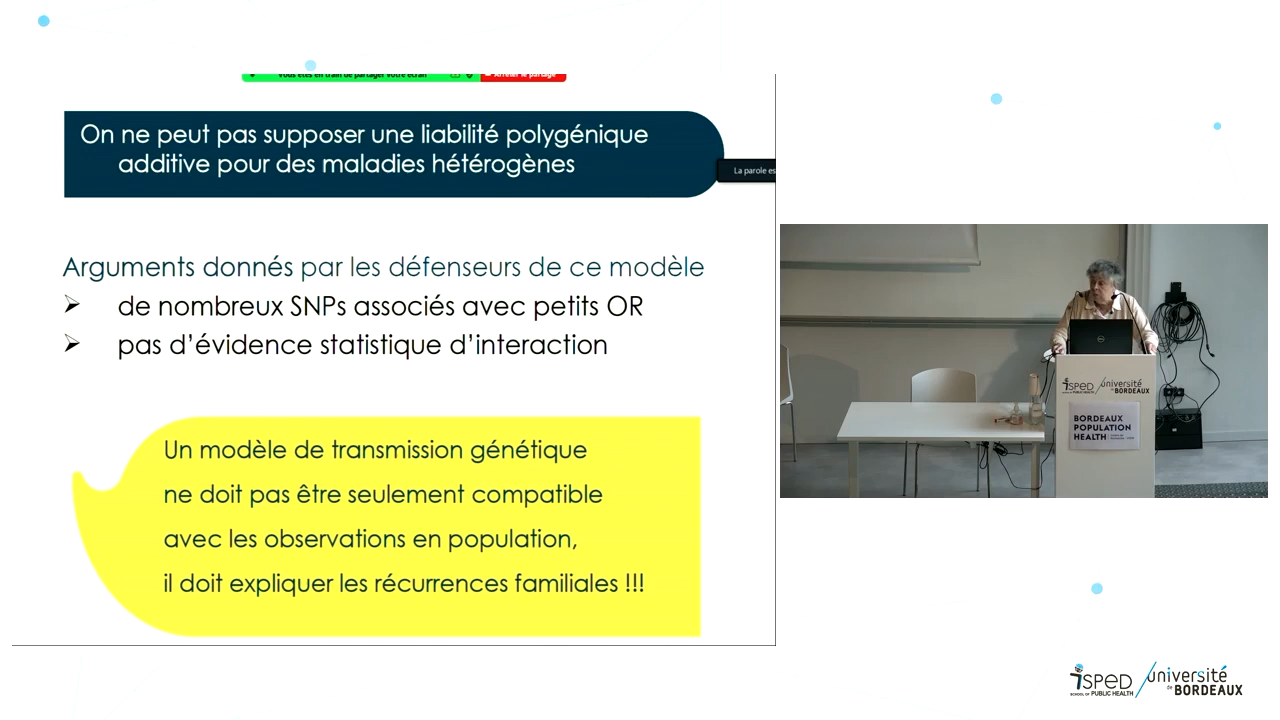 Vous êtes en train de partager votre écran
Arrêter le partage
On ne peut pas supposer une liabilité polygénique
additive pour des maladies hétérogènes
La parole es
Arguments donnés par les défenseurs de ce modèle
➢ de nombreux SNPs associés avec petits OR
➢ pas d’évidence statistique d’interaction
Un modèle de transmission génétique
ne doit pas être seulement compatible
avec les observations en population,
il doit expliquer les récurrences familiales !!!
isped université
de BORDEAUX
BORDEAUX
POPULATION
HEALTH
isped université
SCHOOL OF PUBLIC HEALTH de BORDEAUX